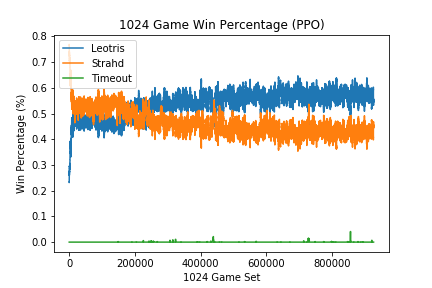 1024 Game Win Percentage (PPO)
Leotris
Strahd
Timeout
Win Percentage (%)
0.8
0.7
0.6
0.5
0.4
0.3
0.2
0.1
0.0
0
200000
400000
600000
800000
1024 Game Set